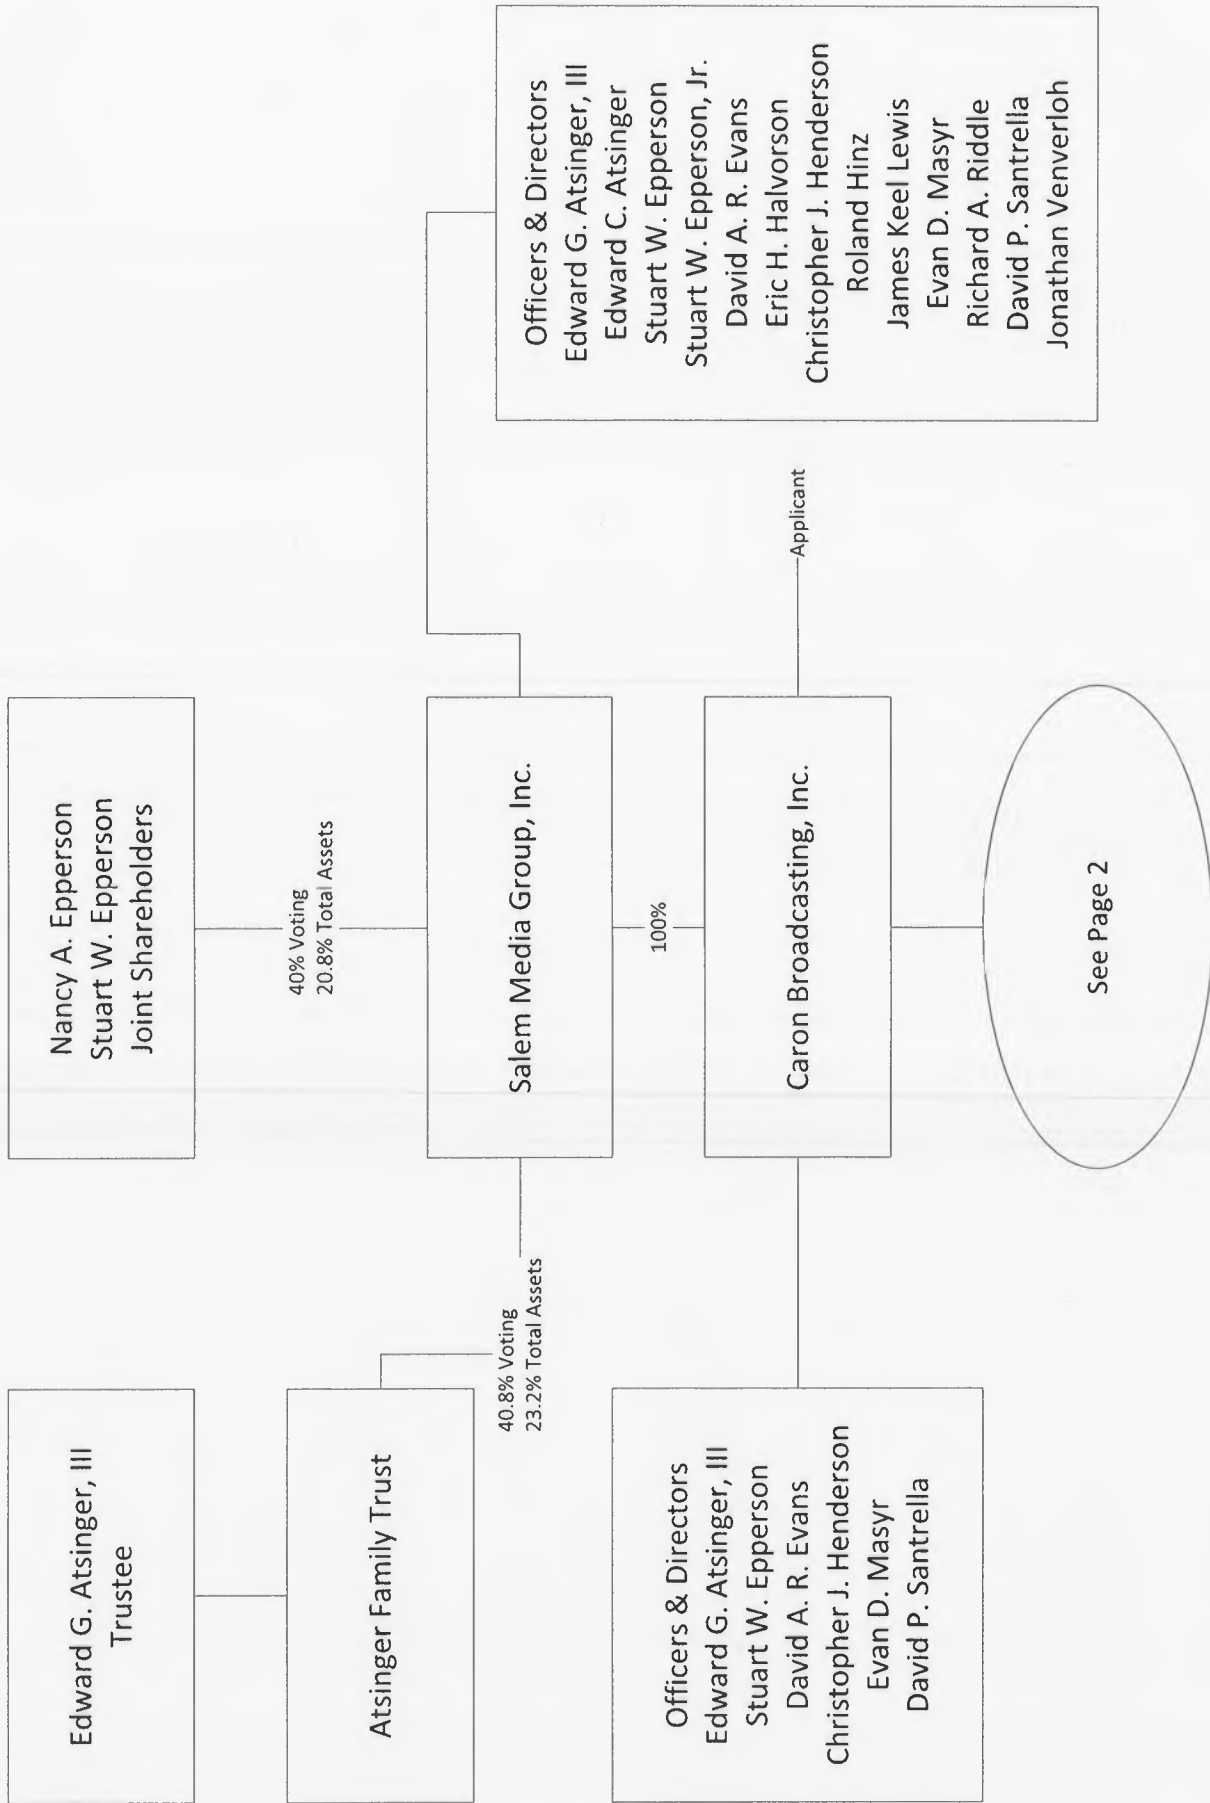 Edward G. Atsinger, III
Trustee
Nancy A. Epperson
Stuart W. Epperson
Joint Shareholders
Atsinger Family Trust
40% Voting
20.8% Total Assets
40.8% Voting
23.2% Total Assets
Salem Media Group, Inc.
100%
Officers & Directors
Edward G. Atsinger, III
Edward C. Atsinger
Stuart W. Epperson
Stuart W. Epperson, Jr.
David A. R. Evans
Eric H. Halvorson
Christopher J. Henderson
Roland Hinz
James Keel Lewis
Evan D. Masyr
Richard A. Riddle
David P. Santrella
Jonathan Venverloh
Officers & Directors
Edward G. Atsinger, III
Stuart W. Epperson
David A. R. Evans
Christopher J. Henderson
Evan D. Masyr
David P. Santrella
Caron Broadcasting, Inc.
Applicant
See Page 2